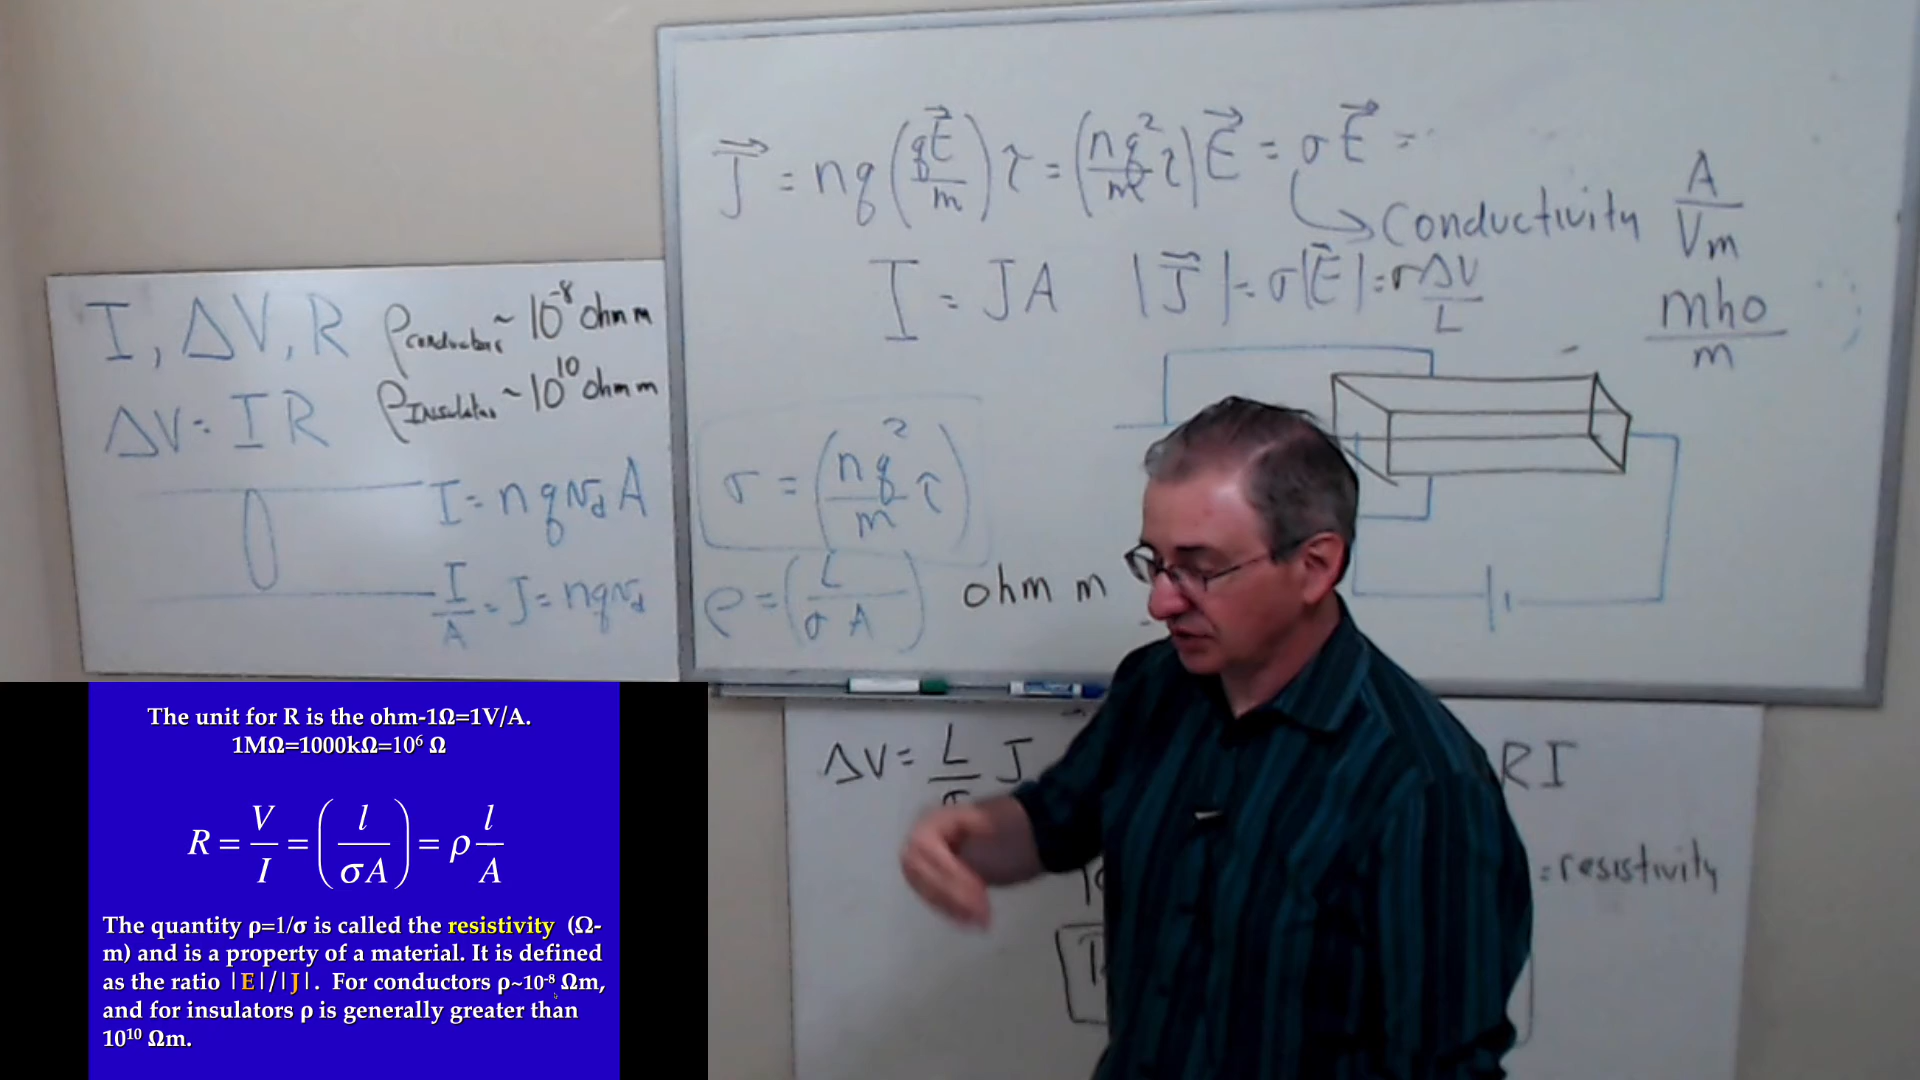 I, ΔV, R
ρconductors ~ 10⁻⁸ ohm m
ρInsulator ~ 10¹⁰ ohm m
ΔV = IR
I = nqv_d A
I/A = J = nqv_d
J⃗ = nq(qE⃗/m)τ = (nq²/m τ)E⃗ = σE⃗ =
Conductivity
A/Vm
mho/m
I = JA
|J⃗| = σ|E⃗| = σΔV/L
σ = (nq²/m τ)
ρ = (L/σA)
ohm m
ΔV = L/σ J
RI
= resistivity
The unit for R is the ohm-1Ω=1V/A.
1MΩ=1000kΩ=10⁶ Ω
R = V/I = (l/σA) = ρ l/A
The quantity ρ=1/σ is called the resistivity (Ω-
m) and is a property of a material. It is defined
as the ratio |E|/|J|. For conductors ρ~10⁻⁸ Ωm,
and for insulators ρ is generally greater than
10¹⁰ Ωm.